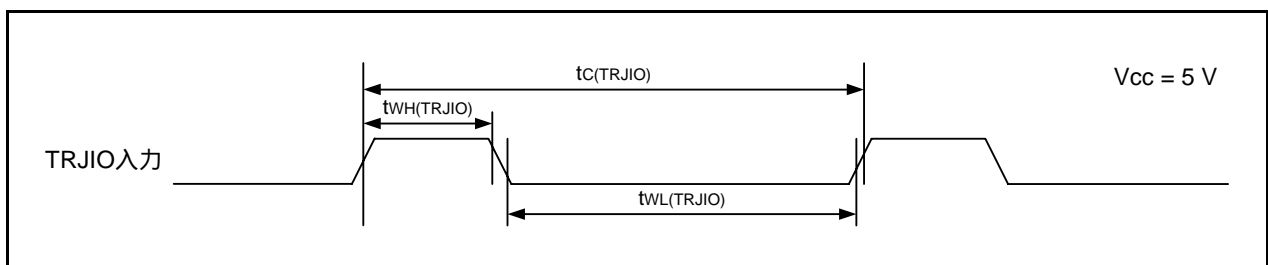 tC(TRJIO)
Vcc = 5 V
tWH(TRJIO)
TRJIO入力
tWL(TRJIO)